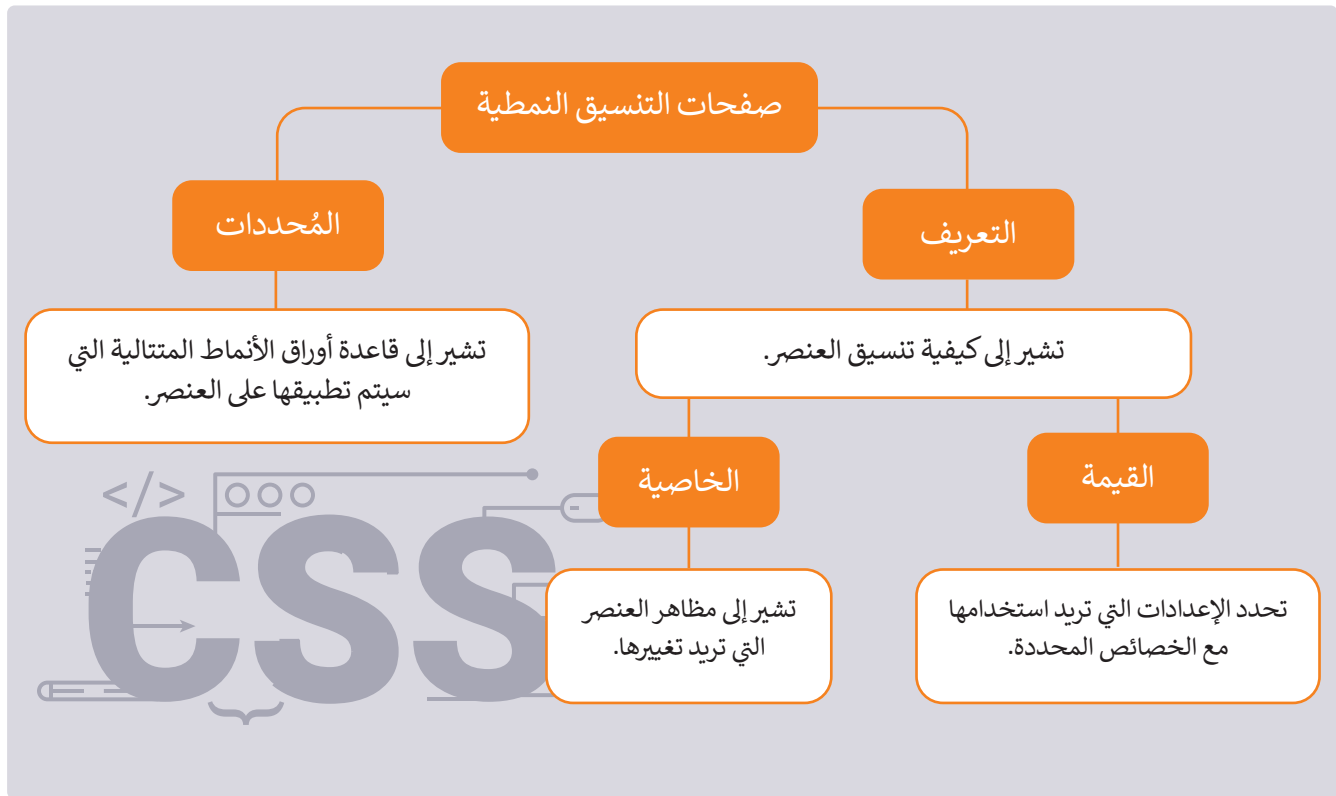 صفحات التنسيق النمطية
التعريف
المُحددات
تشير إلى كيفية تنسيق العنصر.
تشير إلى قاعدة أوراق الأنماط المتتالية التي
سيتم تطبيقها على العنصر.
القيمة
الخاصية
تحدد الإعدادات التي تريد استخدامها
مع الخصائص المحددة.
تشير إلى مظاهر العنصر
التي تريد تغييرها.
</>
CSS
{